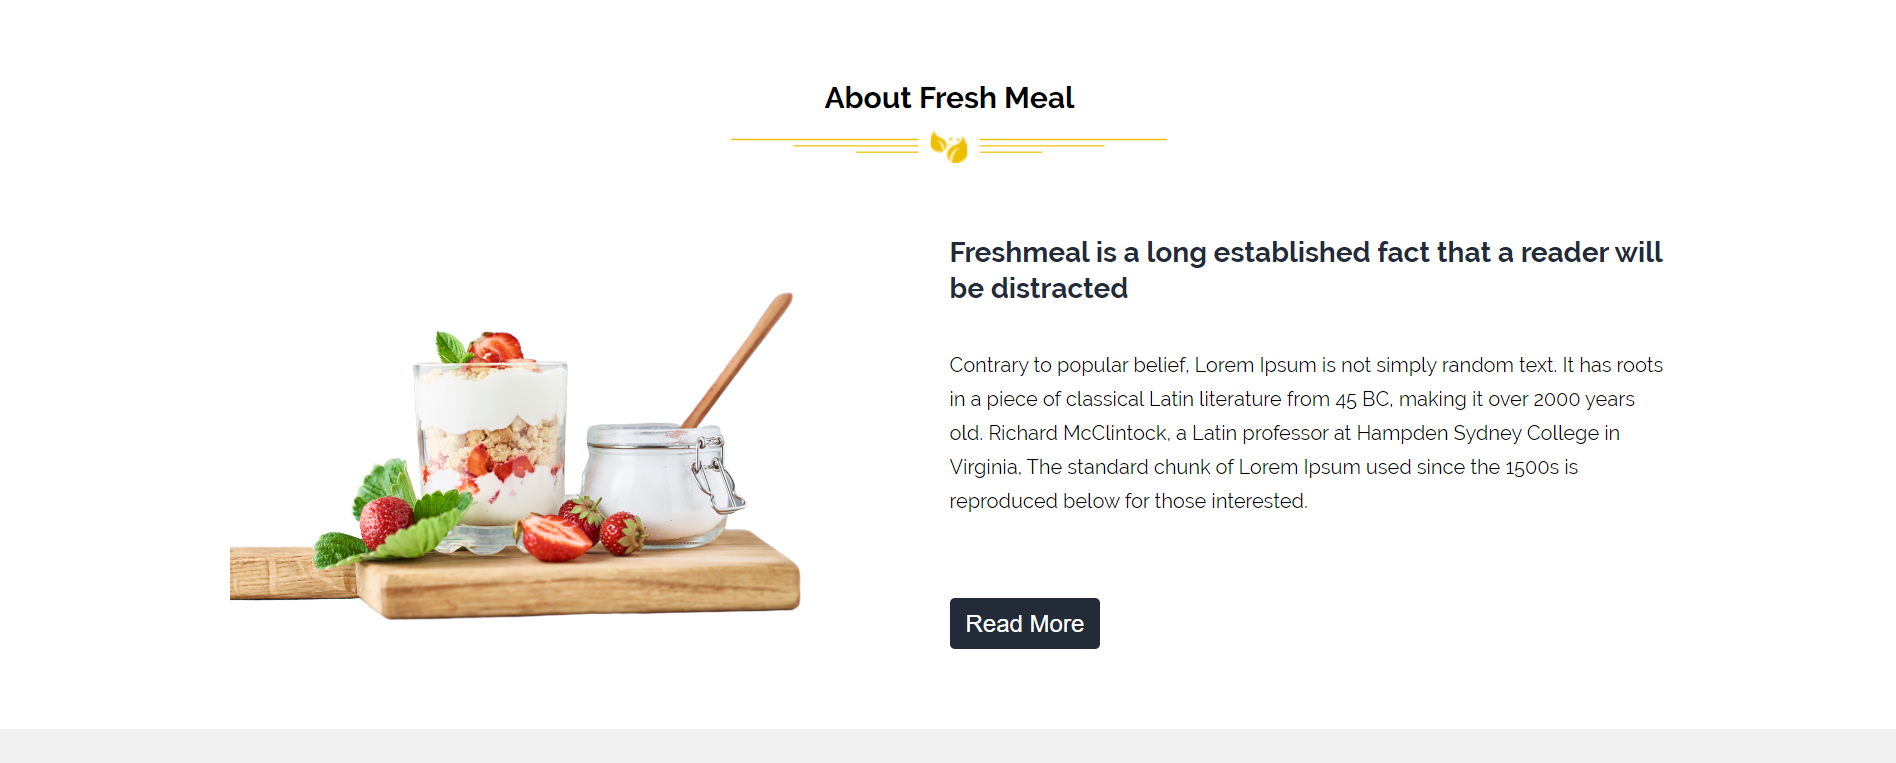 About Fresh Meal
Freshmeal is a long established fact that a reader will
be distracted
Contrary to popular belief, Lorem Ipsum is not simply random text. It has roots
in a piece of classical Latin literature from 45 BC, making it over 2000 years
old. Richard McClintock, a Latin professor at Hampden Sydney College in
Virginia, The standard chunk of Lorem Ipsum used since the 1500s is
reproduced below for those interested.
Read More